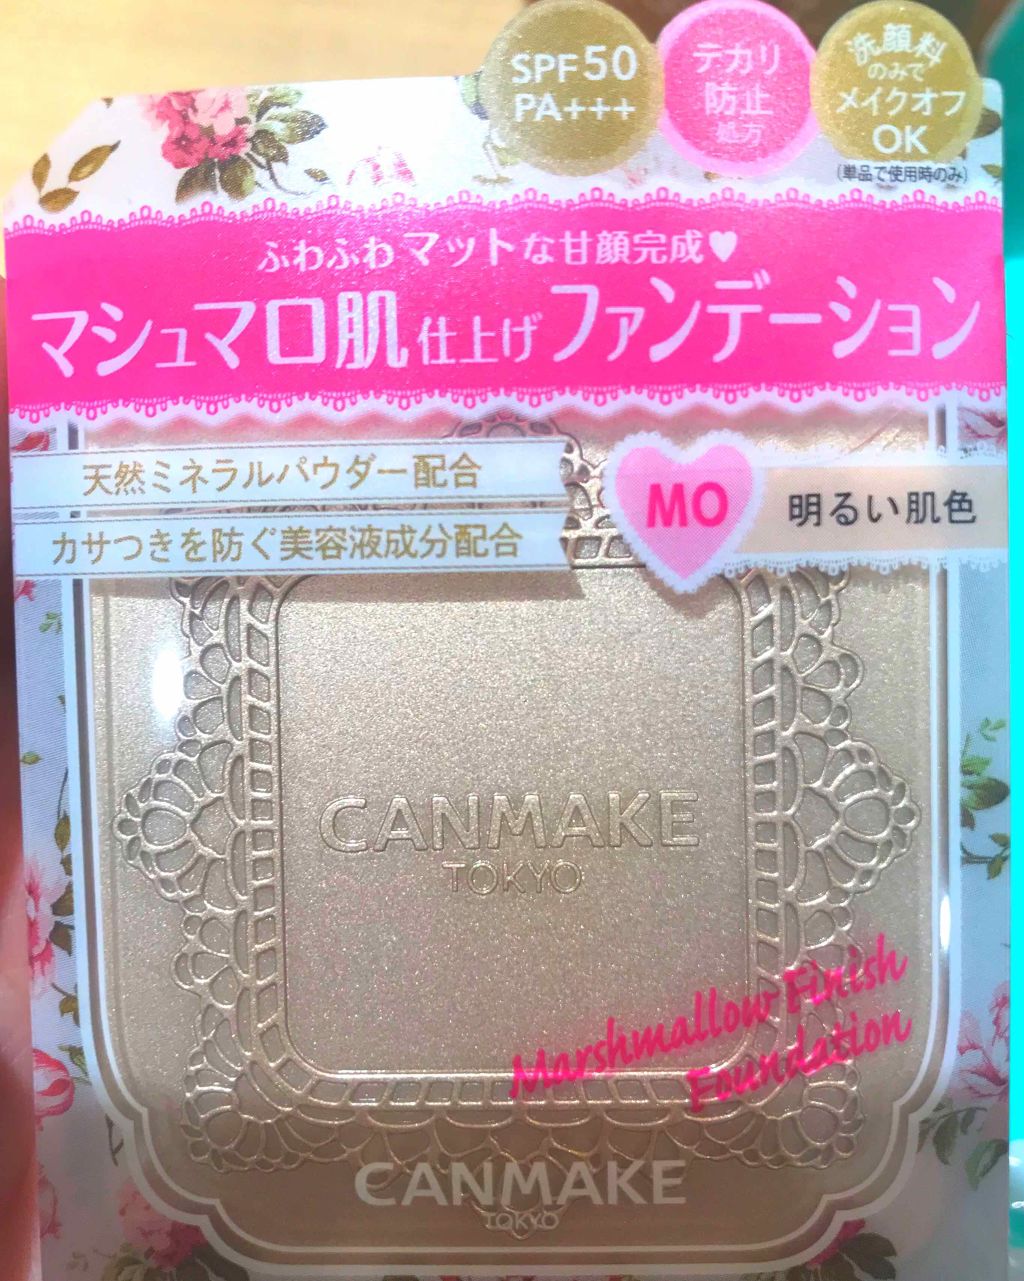 SPF50
PA+++
テカリ
防止
処方
洗顔料
のみで
メイクオフ
OK
(単品で使用時のみ)
ふわふわマットな甘顔完成♥
マシュマロ肌仕上げファンデーション
天然ミネラルパウダー配合
カサつきを防ぐ美容液成分配合
MO
明るい肌色
CANMAKE
TOKYO
Marshmallow Finish
Foundation
CANMAKE
TOKYO